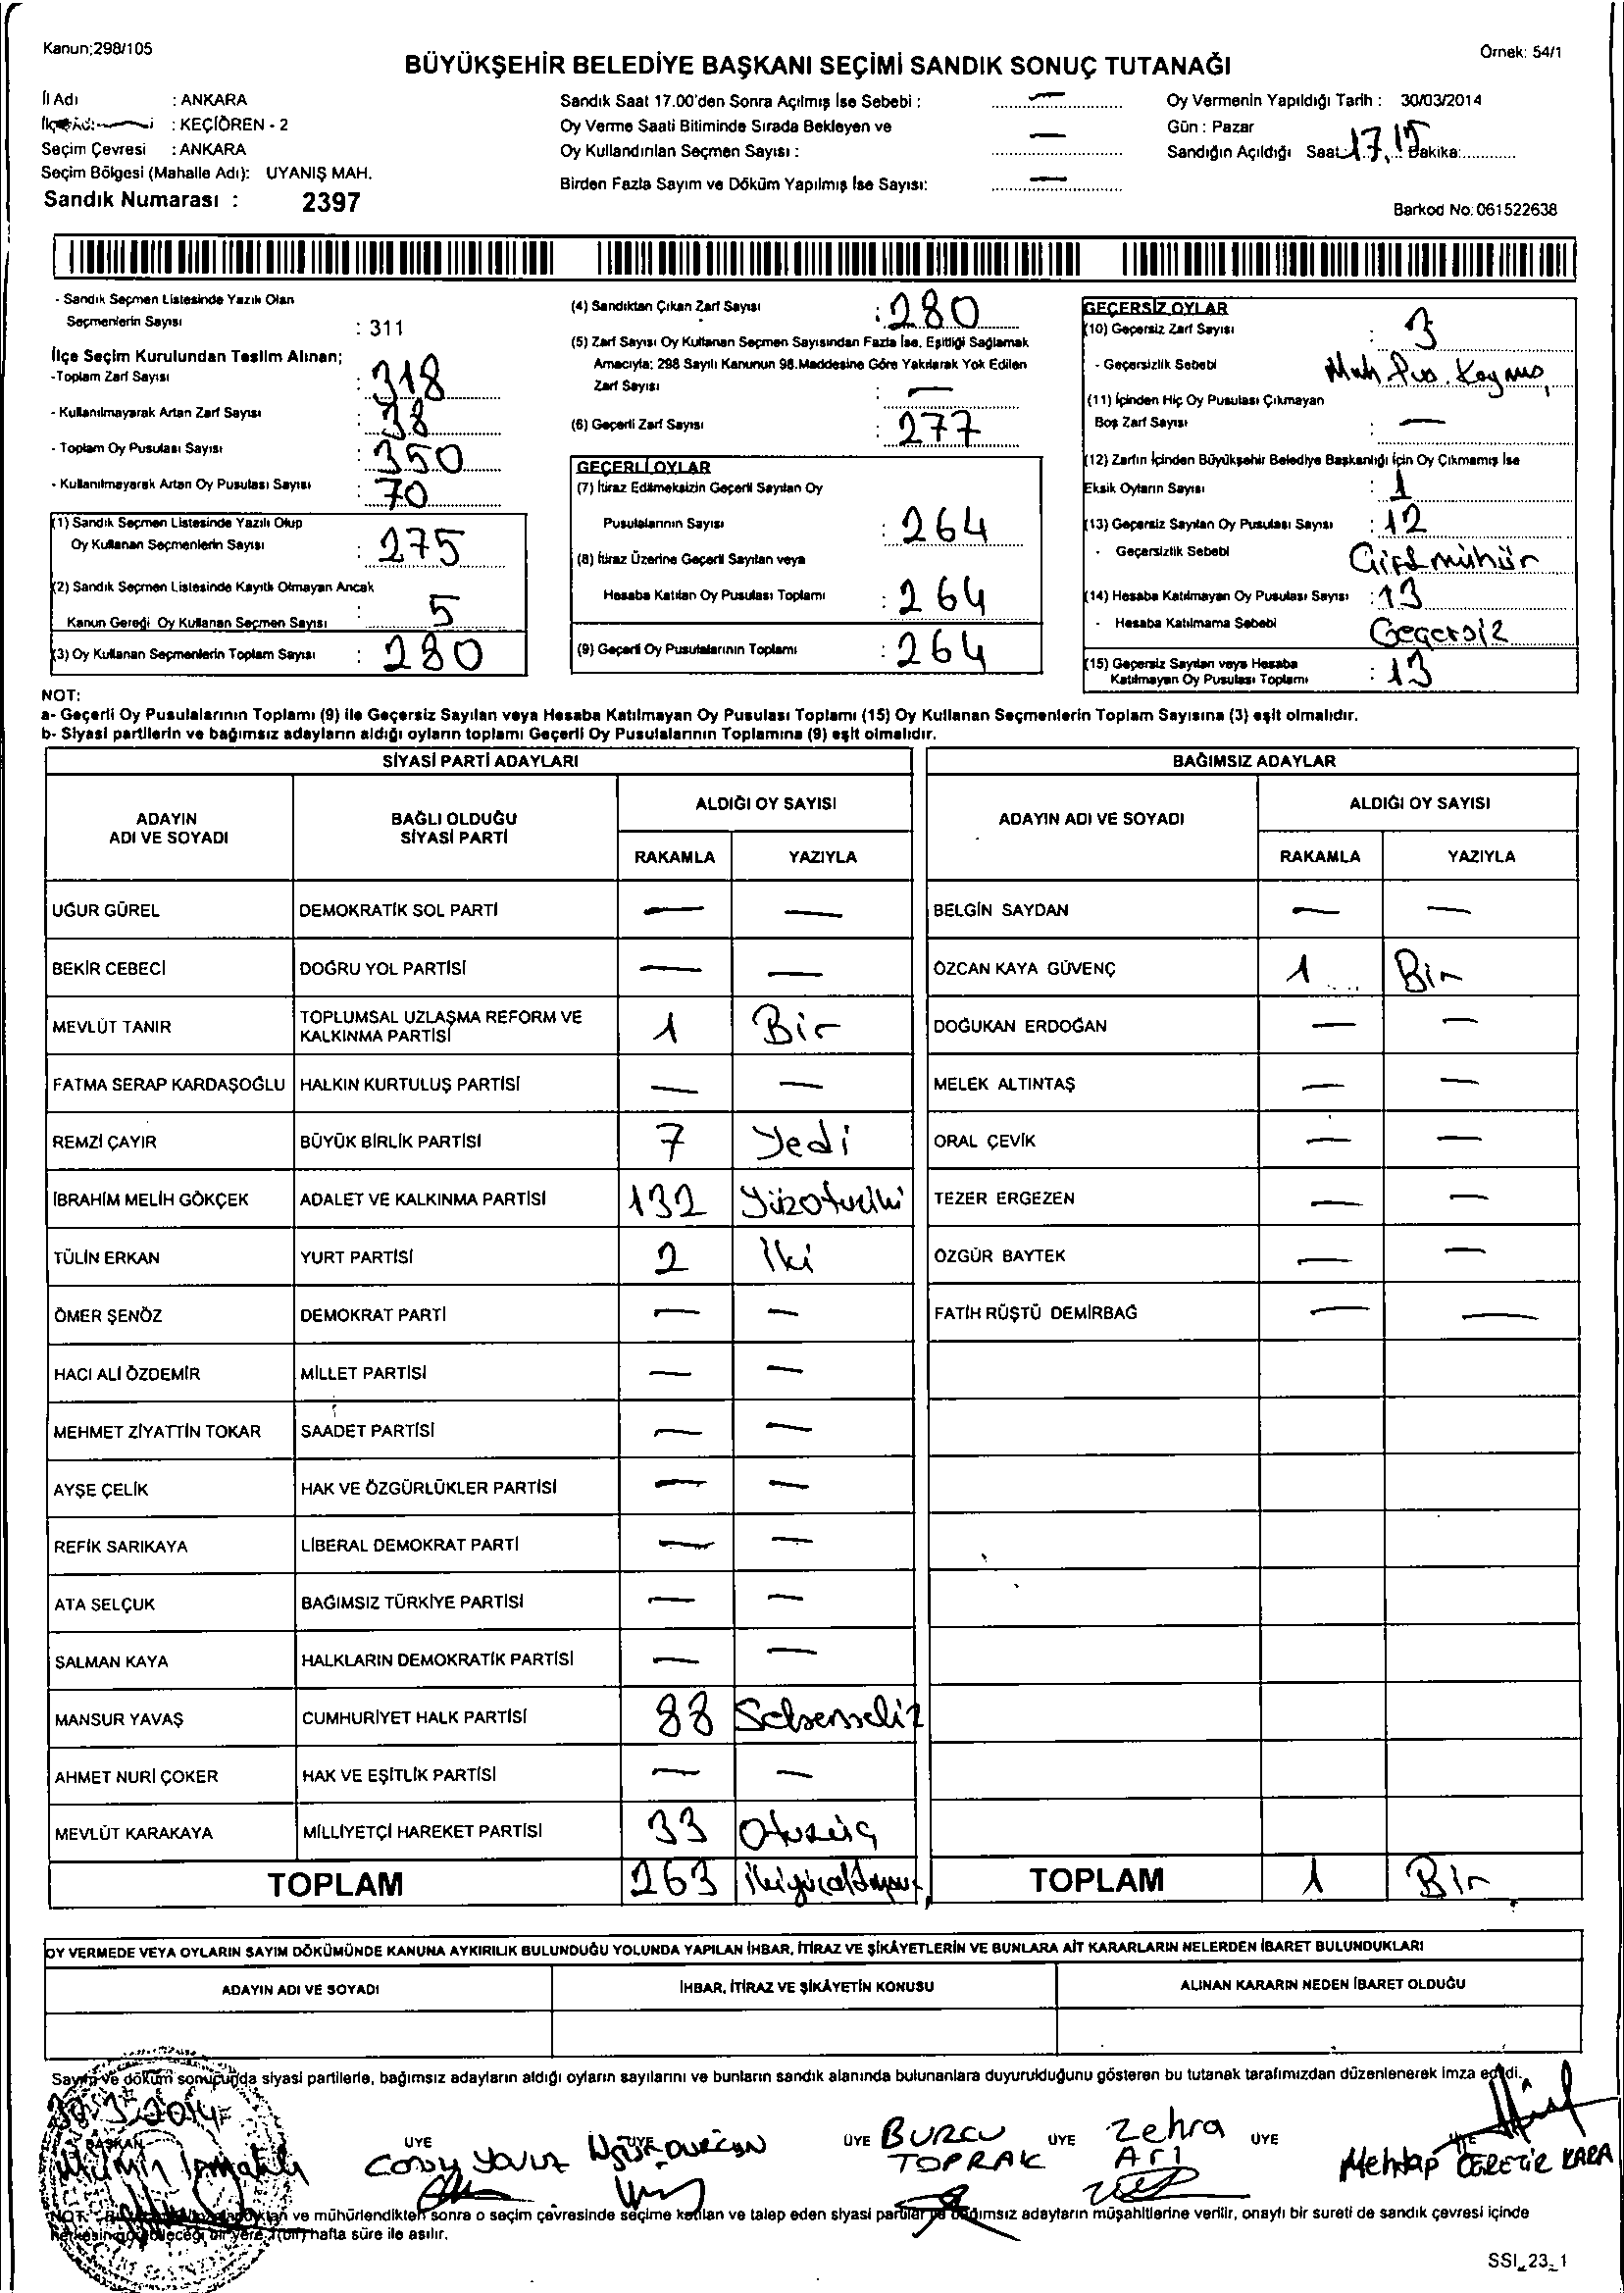 Kanun;298/105
Örnek: 54/1
BÜYÜKŞEHİR BELEDİYE BAŞKANI SEÇİMİ SANDIK SONUÇ TUTANAĞI
İl Adı : ANKARA
: KEÇİÖREN - 2
Seçim Çevresi : ANKARA
Seçim Bölgesi (Mahalle Adı): UYANIŞ MAH.
Sandık Numarası : 2397
Sandık Saat 17.00'den Sonra Açılmış İse Sebebi : —
Oy Verme Saati Bitiminde Sırada Bekleyen ve
Oy Kullandırılan Seçmen Sayısı : —
Birden Fazla Sayım ve Döküm Yapılmış İse Sayısı: —
Oy Vermenin Yapıldığı Tarih : 30/03/2014
Gün : Pazar
Sandığın Açıldığı Saat 17,15 Dakika:
Barkod No: 061522638
- Sandık Seçmen Listesinde Yazılı Olan
Seçmenlerin Sayısı : 311
İlçe Seçim Kurulundan Teslim Alınan;
-Toplam Zarf Sayısı : 318
- Kullanılmayarak Artan Zarf Sayısı : 38
- Toplam Oy Pusulası Sayısı : 350
- Kullanılmayarak Artan Oy Pusulası Sayısı : 70
(1) Sandık Seçmen Listesinde Yazılı Olup
Oy Kullanan Seçmenlerin Sayısı : 275
(2) Sandık Seçmen Listesinde Kayıtlı Olmayan Ancak
Kanun Gereği Oy Kullanan Seçmen Sayısı : 5
(3) Oy Kullanan Seçmenlerin Toplam Sayısı : 280
(4) Sandıktan Çıkan Zarf Sayısı : 280
(5) Zarf Sayısı Oy Kullanan Seçmen Sayısından Fazla İse, Eşitliği Sağlamak
Amacıyla: 298 Sayılı Kanunun 98.Maddesine Göre Yakılarak Yok Edilen
Zarf Sayısı : —
(6) Geçerli Zarf Sayısı : 277
GEÇERLİ OYLAR
(7) İtiraz Edilmeksizin Geçerli Sayılan Oy
Pusulalarının Sayısı : 264
(8) İtiraz Üzerine Geçerli Sayılan veya
Hesaba Katılan Oy Pusulası Toplamı : 264
(9) Geçerli Oy Pusulalarının Toplamı : 264
GEÇERSİZ OYLAR
(10) Geçersiz Zarf Sayısı : 3
- Geçersizlik Sebebi
(11) İçinden Hiç Oy Pusulası Çıkmayan
Boş Zarf Sayısı : —
(12) Zarfın İçinden Büyükşehir Belediye Başkanlığı İçin Oy Çıkmamış İse
Eksik Oyların Sayısı : 1
(13) Geçersiz Sayılan Oy Pusulası Sayısı : 12
- Geçersizlik Sebebi Çift mühür
(14) Hesaba Katılmayan Oy Pusulası Sayısı : 13
- Hesaba Katılmama Sebebi Geçersiz
(15) Geçersiz Sayılan veya Hesaba
Katılmayan Oy Pusulası Toplamı : 13
NOT:
a- Geçerli Oy Pusulalarının Toplamı (9) ile Geçersiz Sayılan veya Hesaba Katılmayan Oy Pusulası Toplamı (15) Oy Kullanan Seçmenlerin Toplam Sayısına (3) eşit olmalıdır.
b- Siyasi partilerin ve bağımsız adayların aldığı oyların toplamı Geçerli Oy Pusulalarının Toplamına (9) eşit olmalıdır.
SİYASİ PARTİ ADAYLARI
ADAYIN ADI VE SOYADI
BAĞLI OLDUĞU SİYASİ PARTİ
ALDIĞI OY SAYISI
RAKAMLA YAZIYLA
UĞUR GÜREL DEMOKRATİK SOL PARTİ — —
BEKİR CEBECİ DOĞRU YOL PARTİSİ — —
MEVLÜT TANIR TOPLUMSAL UZLAŞMA REFORM VE KALKINMA PARTİSİ 1 Bir
FATMA SERAP KARDAŞOĞLU HALKIN KURTULUŞ PARTİSİ — —
REMZİ ÇAYIR BÜYÜK BİRLİK PARTİSİ 7 Yedi
İBRAHİM MELİH GÖKÇEK ADALET VE KALKINMA PARTİSİ 132 Yüzotuziki
TÜLİN ERKAN YURT PARTİSİ 2 İki
ÖMER ŞENÖZ DEMOKRAT PARTİ — —
HACI ALİ ÖZDEMİR MİLLET PARTİSİ — —
MEHMET ZİYATTİN TOKAR SAADET PARTİSİ — —
AYŞE ÇELİK HAK VE ÖZGÜRLÜKLER PARTİSİ — —
REFİK SARIKAYA LİBERAL DEMOKRAT PARTİ — —
ATA SELÇUK BAĞIMSIZ TÜRKİYE PARTİSİ — —
SALMAN KAYA HALKLARIN DEMOKRATİK PARTİSİ — —
MANSUR YAVAŞ CUMHURİYET HALK PARTİSİ 88 Seksensekiz
AHMET NURİ ÇOKER HAK VE EŞİTLİK PARTİSİ — —
MEVLÜT KARAKAYA MİLLİYETÇİ HAREKET PARTİSİ 33 Otuzüç
TOPLAM 263
BAĞIMSIZ ADAYLAR
ADAYIN ADI VE SOYADI
ALDIĞI OY SAYISI
RAKAMLA YAZIYLA
BELGİN SAYDAN — —
ÖZCAN KAYA GÜVENÇ 1 Bir
DOĞUKAN ERDOĞAN — —
MELEK ALTINTAŞ — —
ORAL ÇEVİK — —
TEZER ERGEZEN — —
ÖZGÜR BAYTEK — —
FATİH RÜŞTÜ DEMİRBAĞ — —
TOPLAM 1 Bir
OY VERMEDE VEYA OYLARIN SAYIM DÖKÜMÜNDE KANUNA AYKIRILIK BULUNDUĞU YOLUNDA YAPILAN İHBAR, İTİRAZ VE ŞİKÂYETLERİN VE BUNLARA AİT KARARLARIN NELERDEN İBARET BULUNDUKLARI
ADAYIN ADI VE SOYADI İHBAR, İTİRAZ VE ŞİKÂYETİN KONUSU ALINAN KARARIN NEDEN İBARET OLDUĞU
Sayım ve döküm sonucunda siyasi partilerle, bağımsız adayların aldığı oyların sayılarını ve bunların sandık alanında bulunanlara duyurulduğunu gösteren bu tutanak tarafımızdan düzenlenerek imza edildi.
30.3.2014
BAŞKAN ÜYE ÜYE ÜYE BURCU TOPRAK ÜYE Zehra Arı ÜYE Mehtap
ve mühürlendikten sonra o seçim çevresinde seçime katılan ve talep eden siyasi partiler bağımsız adayların müşahitlerine verilir, onaylı bir sureti de sandık çevresi içinde
hafta süre ile asılır.
SSI_23_1